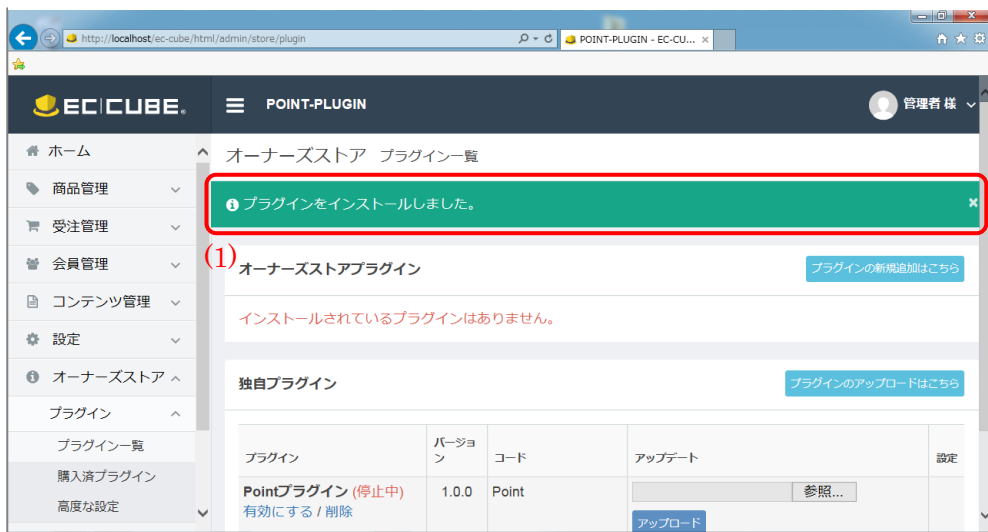 http://localhost/ec-cube/html/admin/store/plugin
POINT-PLUGIN - EC-CU...
EC CUBE.
POINT-PLUGIN
管理者 様
ホーム
オーナーズストア プラグイン一覧
商品管理
プラグインをインストールしました。
受注管理
(1)
会員管理
オーナーズストアプラグイン
プラグインの新規追加はこちら
コンテンツ管理
インストールされているプラグインはありません。
設定
オーナーズストア
独自プラグイン
プラグインのアップロードはこちら
プラグイン
プラグイン一覧
購入済プラグイン
高度な設定
プラグイン
バージョ
ン
コード
アップデート
設定
Pointプラグイン (停止中)
1.0.0
Point
参照...
有効にする / 削除
アップロード